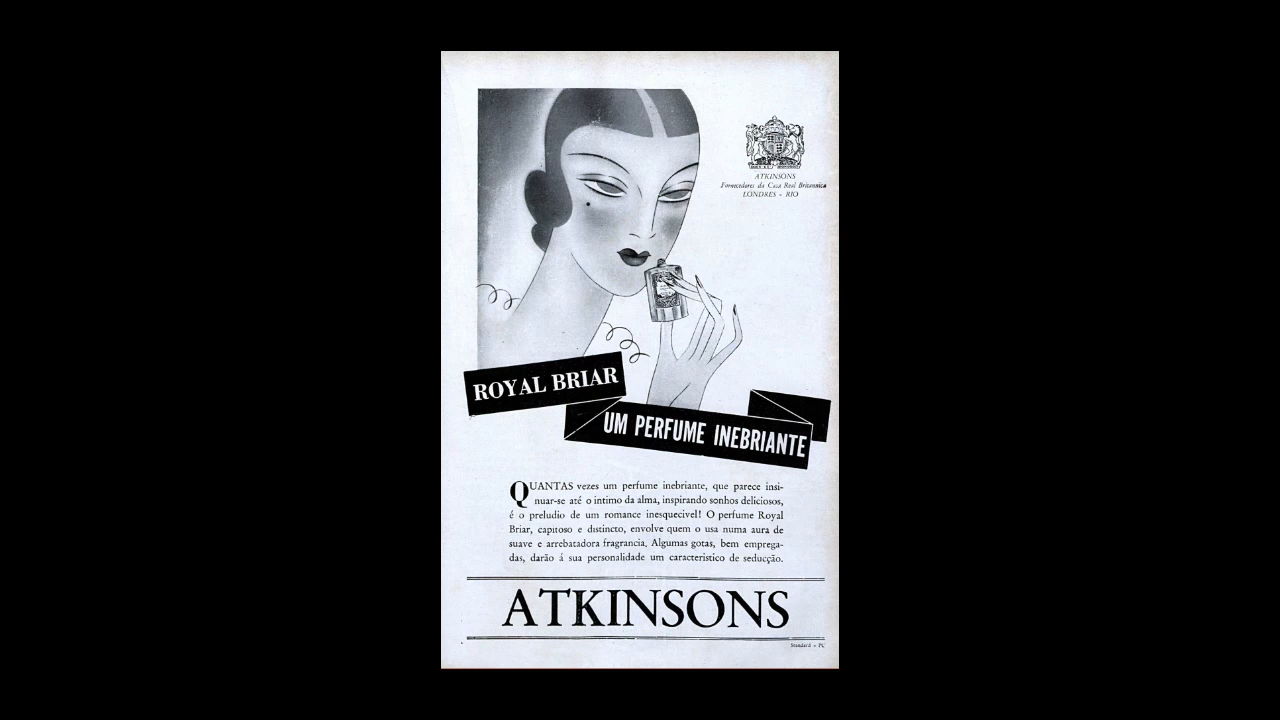 ATKINSONS
Fornecedores da Casa Real Britannica
LONDRES - RIO
ROYAL BRIAR
UM PERFUME INEBRIANTE
QUANTAS vezes um perfume inebriante, que parece insi-
nuar-se até o intimo da alma, inspirando sonhos deliciosos,
é o preludio de um romance inesquecivel! O perfume Royal
Briar, capitoso e distincto, envolve quem o usa numa aura de
suave e arrebatadora fragrancia. Algumas gotas, bem emprega-
das, darão á sua personalidade um caracteristico de seducção.
ATKINSONS
Standard - PC